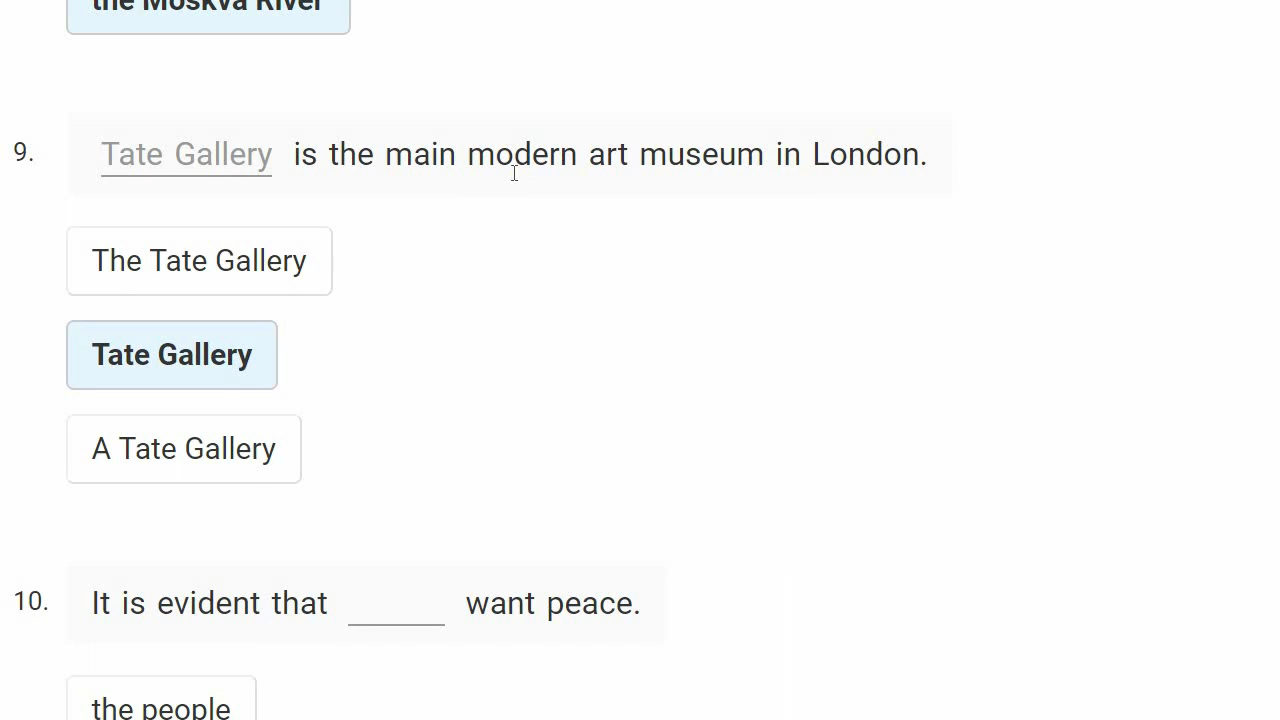 the Moskva River
9. Tate Gallery is the main modern art museum in London.
The Tate Gallery
Tate Gallery
A Tate Gallery
10. It is evident that ______ want peace.
the people